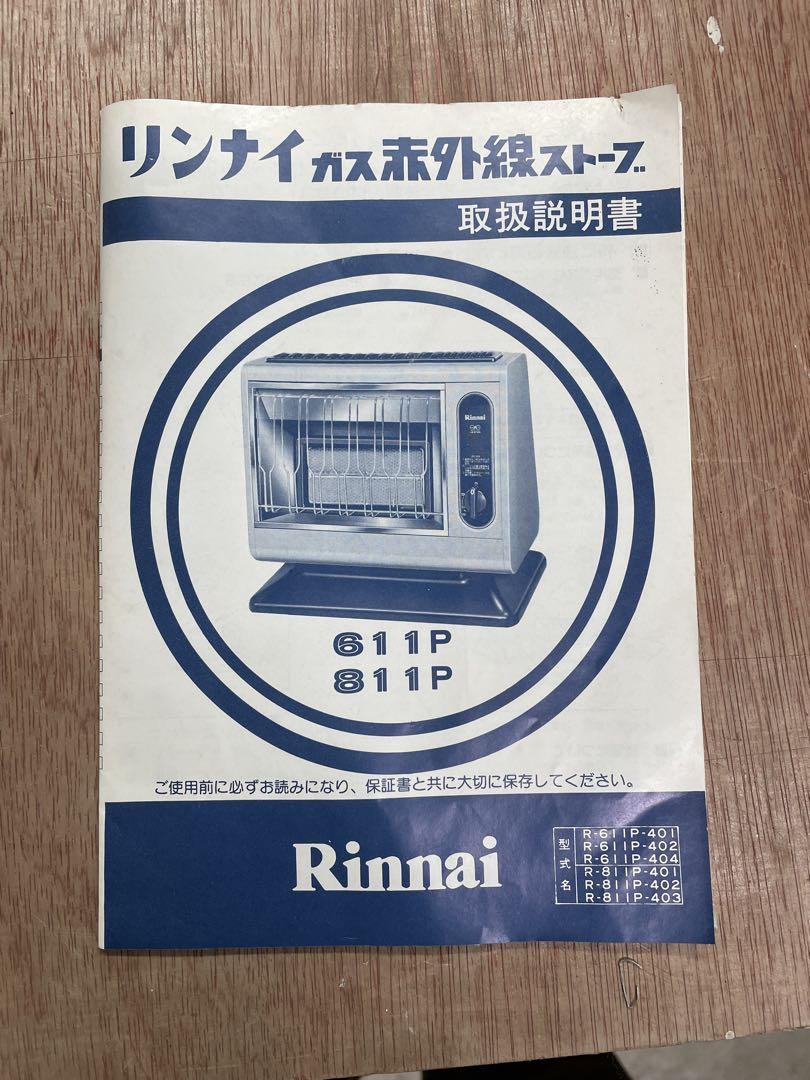 リンナイガス赤外線ストーブ
取扱説明書
Rinnai
611P
811P
ご使用前に必ずお読みになり、保証書と共に大切に保存してください。
Rinnai
型式名
R-611P-401
R-611P-402
R-611P-404
R-811P-401
R-811P-402
R-811P-403